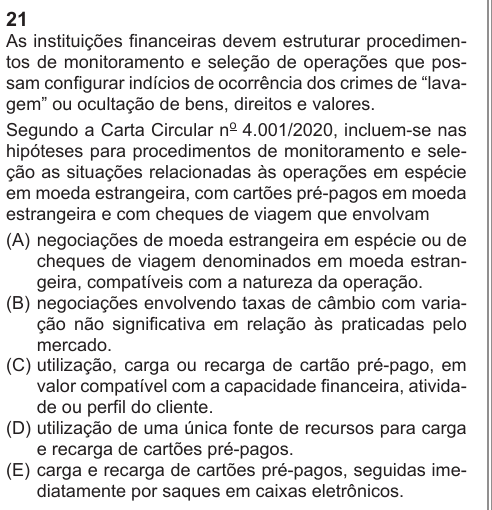 21
As instituições financeiras devem estruturar procedimen-
tos de monitoramento e seleção de operações que pos-
sam configurar indícios de ocorrência dos crimes de “lava-
gem” ou ocultação de bens, direitos e valores.
Segundo a Carta Circular nº 4.001/2020, incluem-se nas
hipóteses para procedimentos de monitoramento e sele-
ção as situações relacionadas às operações em espécie
em moeda estrangeira, com cartões pré-pagos em moeda
estrangeira e com cheques de viagem que envolvam
(A) negociações de moeda estrangeira em espécie ou de
cheques de viagem denominados em moeda estran-
geira, compatíveis com a natureza da operação.
(B) negociações envolvendo taxas de câmbio com varia-
ção não significativa em relação às praticadas pelo
mercado.
(C) utilização, carga ou recarga de cartão pré-pago, em
valor compatível com a capacidade financeira, ativida-
de ou perfil do cliente.
(D) utilização de uma única fonte de recursos para carga
e recarga de cartões pré-pagos.
(E) carga e recarga de cartões pré-pagos, seguidas ime-
diatamente por saques em caixas eletrônicos.